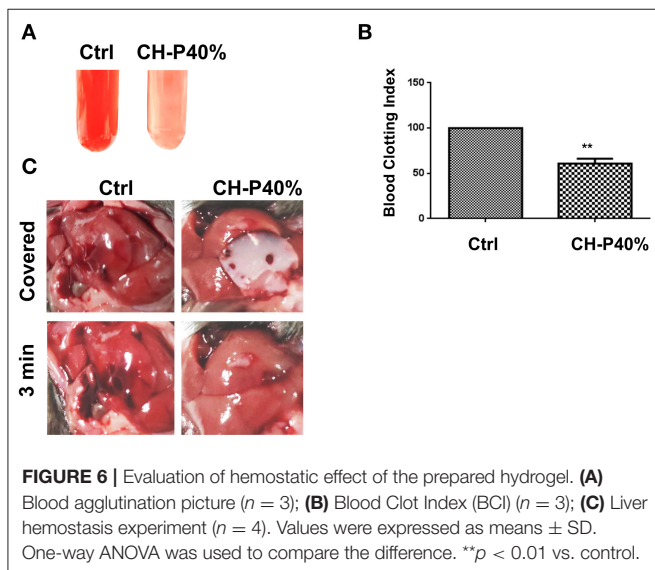 A
Ctrl CH-P40%
B
150
100
50
0
Blood Clotting Index
**
Ctrl CH-P40%
C
Ctrl CH-P40%
Covered
3 min
FIGURE 6 | Evaluation of hemostatic effect of the prepared hydrogel. (A)
Blood agglutination picture (n = 3); (B) Blood Clot Index (BCI) (n = 3); (C) Liver
hemostasis experiment (n = 4). Values were expressed as means ± SD.
One-way ANOVA was used to compare the difference. **p < 0.01 vs. control.